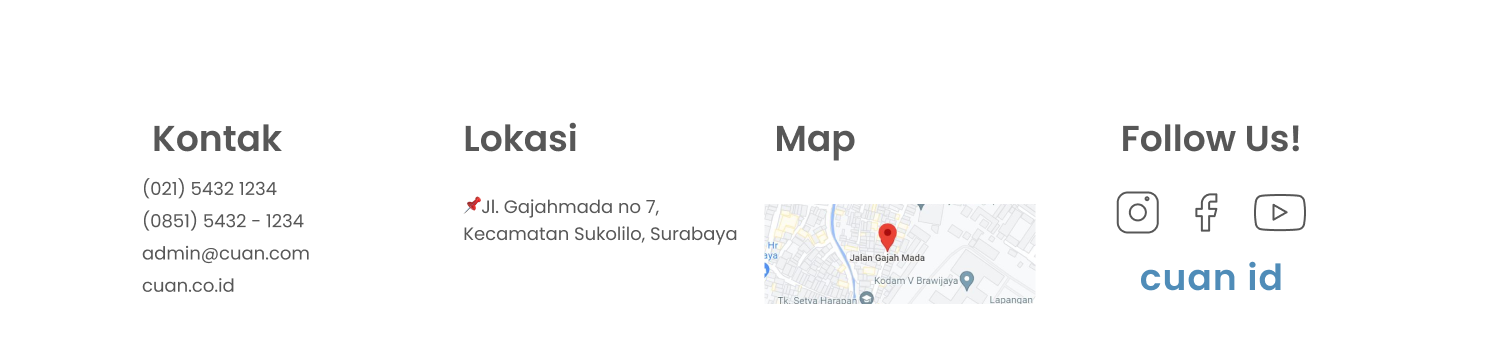 Kontak
(021) 5432 1234
(0851) 5432 - 1234
admin@cuan.com
cuan.co.id
Lokasi
Jl. Gajahmada no 7,
Kecamatan Sukolilo, Surabaya
Map
Hr
aya
Jalan Gajah Mada
Kodam V Brawijaya
Tk. Setya Harapan
Lapangan
Follow Us!
cuan id